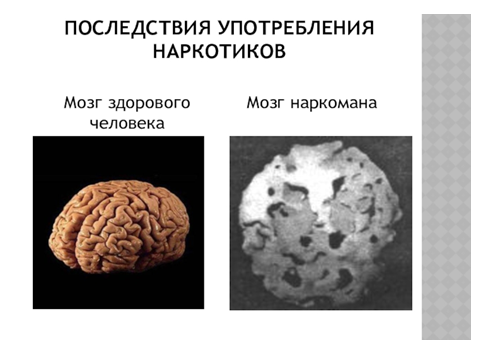 ПОСЛЕДСТВИЯ УПОТРЕБЛЕНИЯ
НАРКОТИКОВ
Мозг здорового
человека
Мозг наркомана